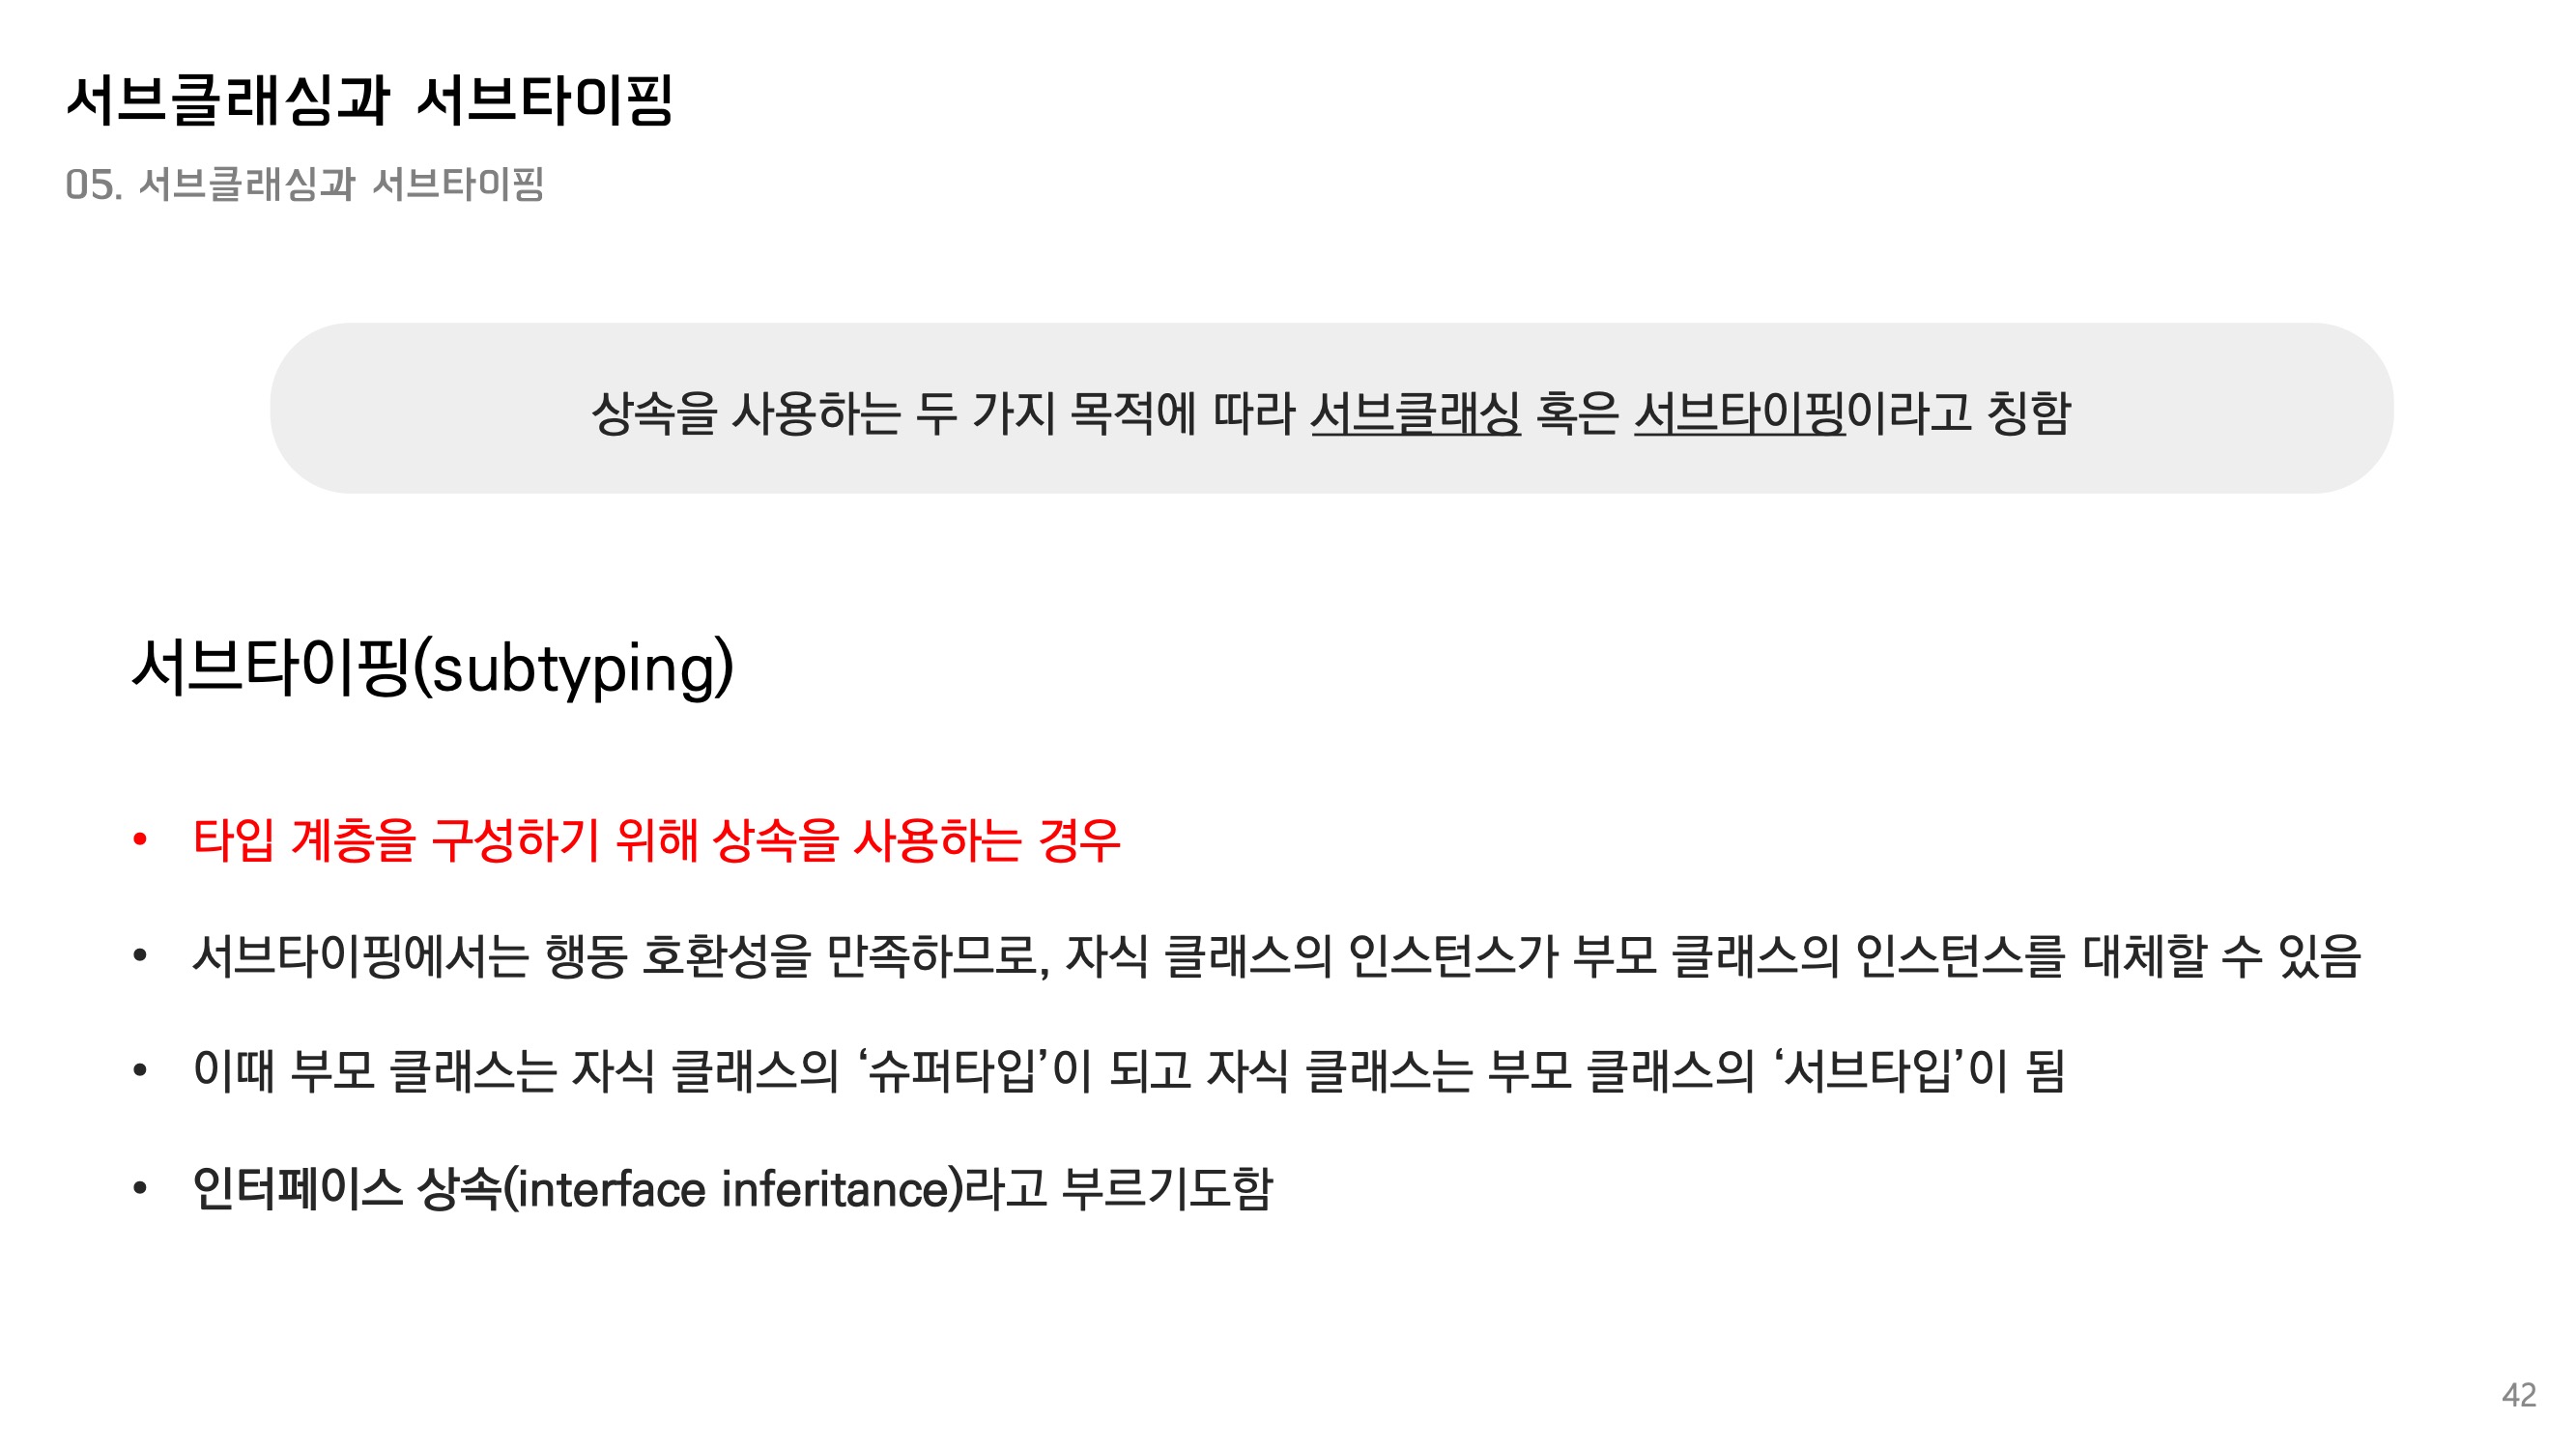 서브클래싱과 서브타이핑
05. 서브클래싱과 서브타이핑
상속을 사용하는 두 가지 목적에 따라 서브클래싱 혹은 서브타이핑이라고 칭함
서브타이핑(subtyping)
• 타입 계층을 구성하기 위해 상속을 사용하는 경우
• 서브타이핑에서는 행동 호환성을 만족하므로, 자식 클래스의 인스턴스가 부모 클래스의 인스턴스를 대체할 수 있음
• 이때 부모 클래스는 자식 클래스의 ‘슈퍼타입’이 되고 자식 클래스는 부모 클래스의 ‘서브타입’이 됨
• 인터페이스 상속(interface inferitance)라고 부르기도함
42